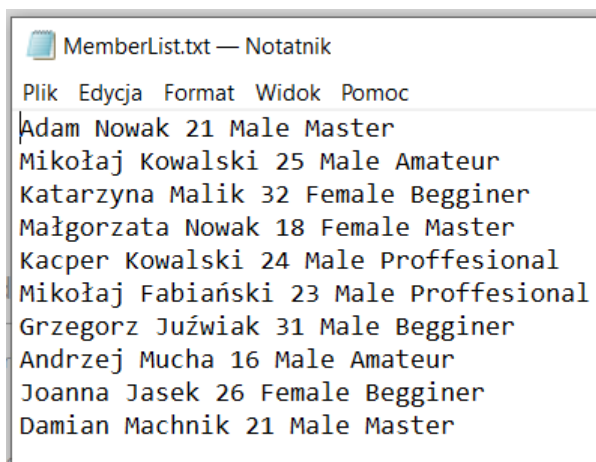 MemberList.txt — Notatnik
Plik Edycja Format Widok Pomoc
Adam Nowak 21 Male Master
Mikołaj Kowalski 25 Male Amateur
Katarzyna Malik 32 Female Begginer
Małgorzata Nowak 18 Female Master
Kacper Kowalski 24 Male Proffesional
Mikołaj Fabiański 23 Male Proffesional
Grzegorz Juźwiak 31 Male Begginer
Andrzej Mucha 16 Male Amateur
Joanna Jasek 26 Female Begginer
Damian Machnik 21 Male Master